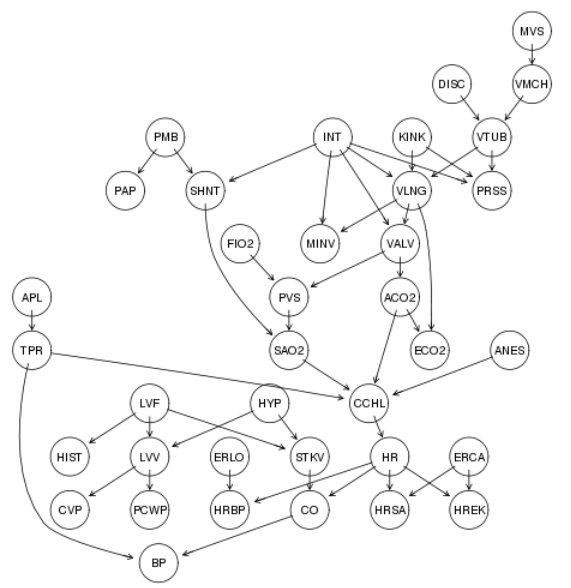 MVS
DISC VMCH
PMB INT KINK VTUB
PAP SHNT VLNG PRSS
FIO2 MINV VALV
APL PVS ACO2
TPR SAO2 ECO2 ANES
LVF HYP CCHL
HIST LVV ERLO STKV HR ERCA
CVP PCWP HRBP CO HRSA HREK
BP